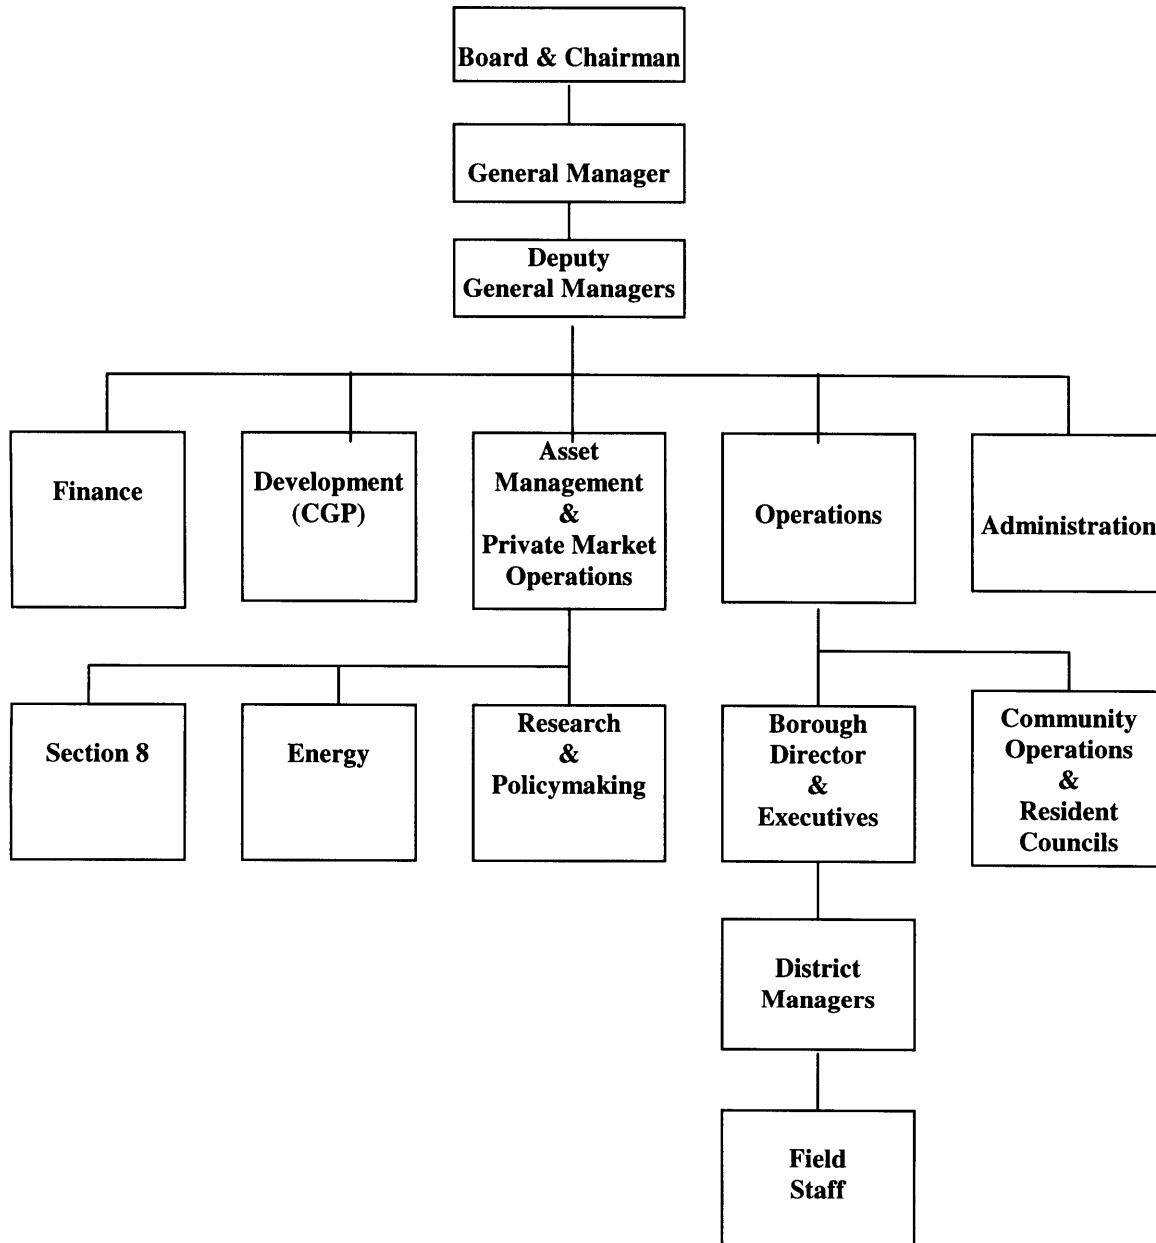 Board & Chairman
General Manager
Deputy
General Managers
Finance
Development
(CGP)
Asset
Management
&
Private Market
Operations
Operations
Administration
Section 8
Energy
Research
&
Policymaking
Borough
Director
&
Executives
Community
Operations
&
Resident
Councils
District
Managers
Field
Staff